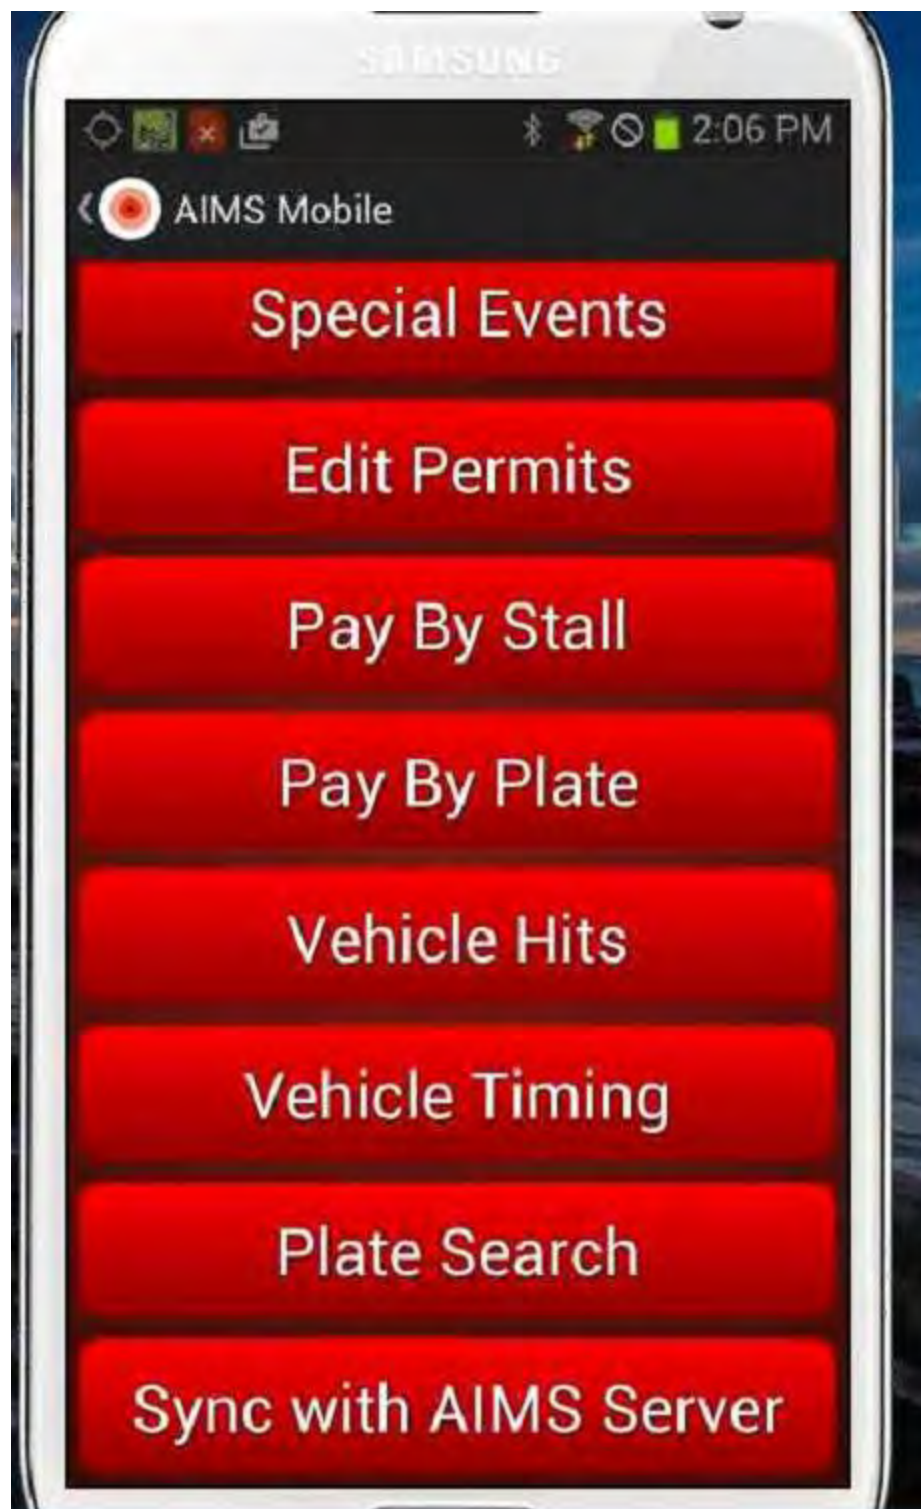 SAMSUNG
2:06 PM
AIMS Mobile
Special Events
Edit Permits
Pay By Stall
Pay By Plate
Vehicle Hits
Vehicle Timing
Plate Search
Sync with AIMS Server